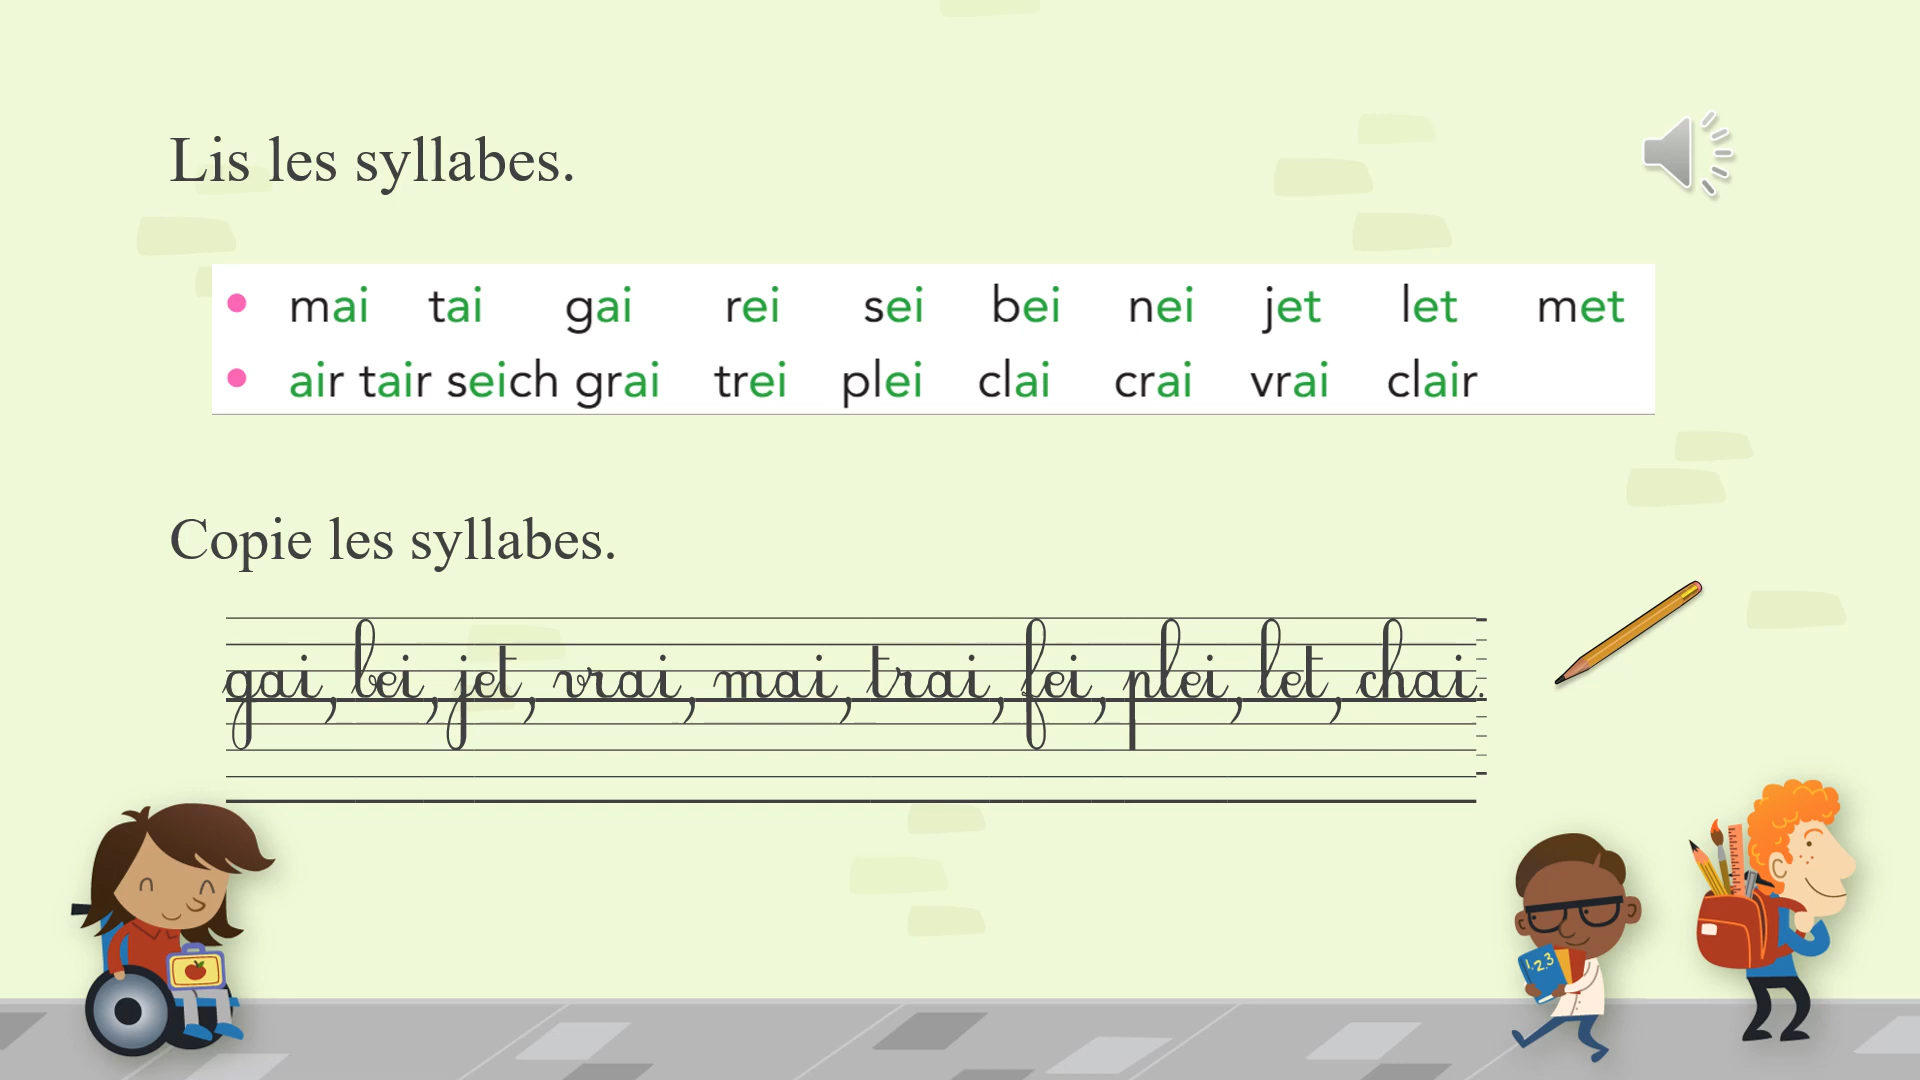 Lis les syllabes.
• mai tai gai rei sei bei nei jet let met
• air tair seich grai trei plei clai crai vrai clair
Copie les syllabes.
gai, bei, jet, vrai, mai, trai, fei, plei, let, chai.
1,2,3